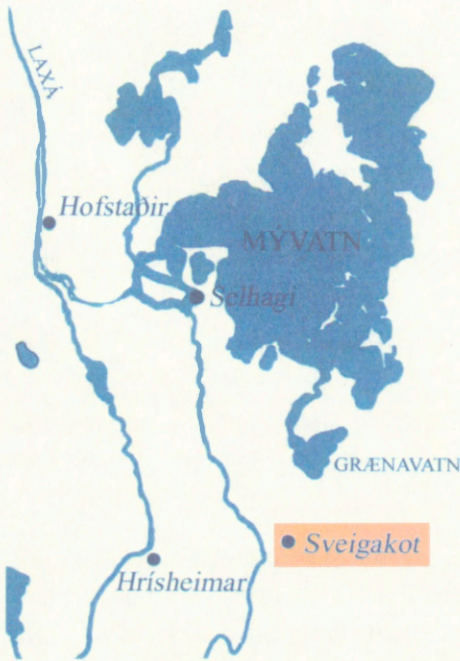 LAXÁ
Hofstaðir
MÝVATN
Selhagi
GRÆNAVATN
Sveigakot
Hrísheimar